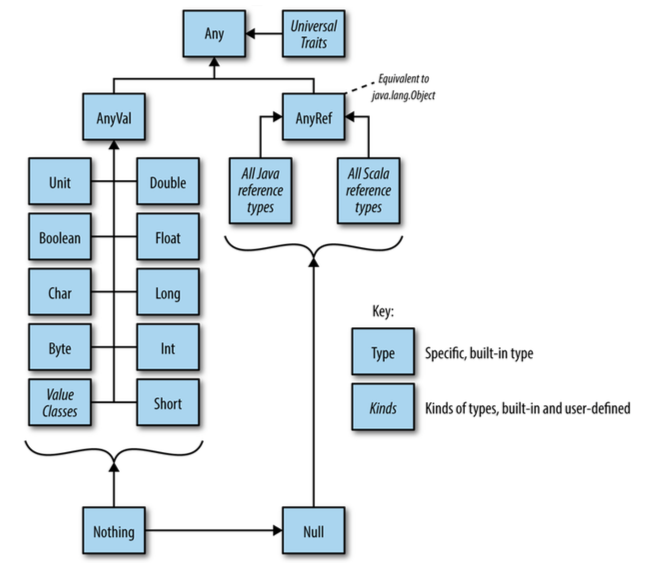 Any
Universal
Traits
Equivalent to
java.lang.Object
AnyVal
AnyRef
Unit
Double
All Java
reference
types
All Scala
reference
types
Boolean
Float
Char
Long
Key:
Byte
Int
Type
Specific, built-in type
Value
Classes
Short
Kinds
Kinds of types, built-in and user-defined
Nothing
Null